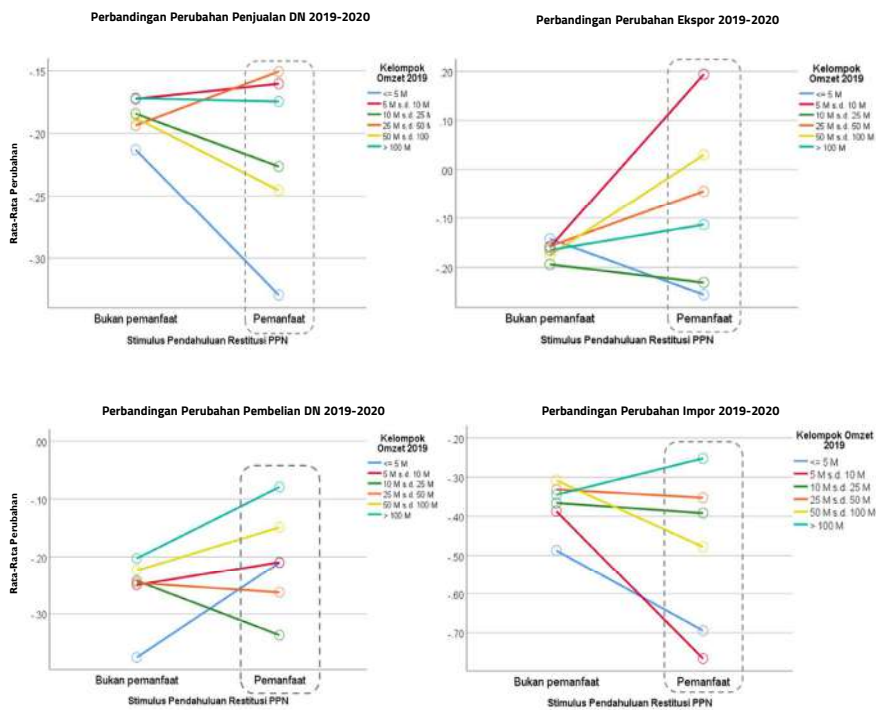 Perbandingan Perubahan Penjualan DN 2019-2020
Rata-Rata Perubahan
-.15
-.20
-.25
-.30
Bukan pemanfaat
Pemanfaat
Stimulus Pendahuluan Restitusi PPN
Kelompok
Omzet 2019
<= 5 M
5 M s.d. 10 M
10 M s.d. 25 M
25 M s.d. 50 M
50 M s.d. 100
> 100 M
Perbandingan Perubahan Ekspor 2019-2020
.20
.10
.00
-.10
-.20
Bukan pemanfaat
Pemanfaat
Stimulus Pendahuluan Restitusi PPN
Kelompok
Omzet 2019
<= 5 M
5 M s.d. 10 M
10 M s.d. 25 M
25 M s.d. 50 M
50 M s.d. 100 M
> 100 M
Perbandingan Perubahan Pembelian DN 2019-2020
Rata-Rata Perubahan
.00
-.10
-.20
-.30
Bukan pemanfaat
Pemanfaat
Stimulus Pendahuluan Restitusi PPN
Kelompok
Omzet 2019
<= 5 M
5 M s.d. 10 M
10 M s.d. 25 M
25 M s.d. 50 M
50 M s.d. 100 M
> 100 M
Perbandingan Perubahan Impor 2019-2020
-.20
-.30
-.40
-.50
-.60
-.70
Bukan pemanfaat
Pemanfaat
Stimulus Pendahuluan Restitusi PPN
Kelompok Omzet
2019
<= 5 M
5 M s.d. 10 M
10 M s.d. 25 M
25 M s.d. 50 M
50 M s.d. 100 M
> 100 M